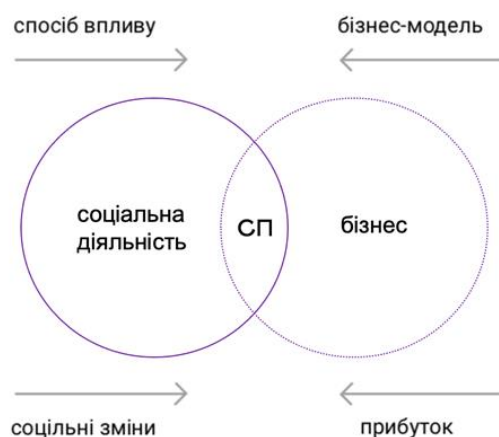 спосіб впливу
бізнес-модель
соціальна
діяльність
СП
бізнес
соцільні зміни
прибуток